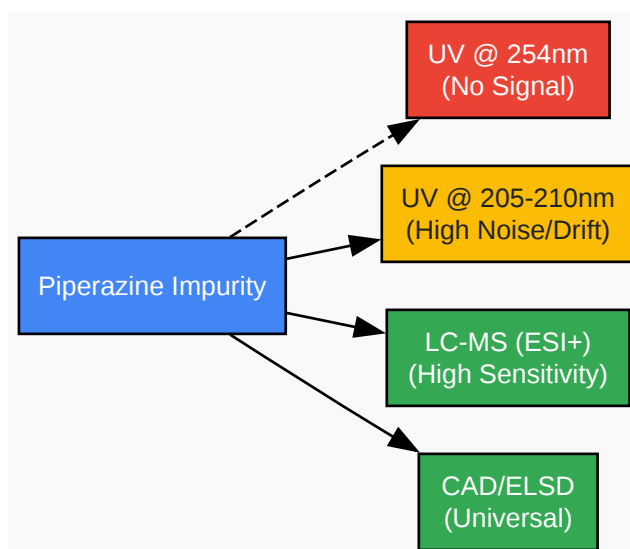 UV @ 254nm
(No Signal)
UV @ 205-210nm
(High Noise/Drift)
Piperazine Impurity
LC-MS (ESI+)
(High Sensitivity)
CAD/ELSD
(Universal)